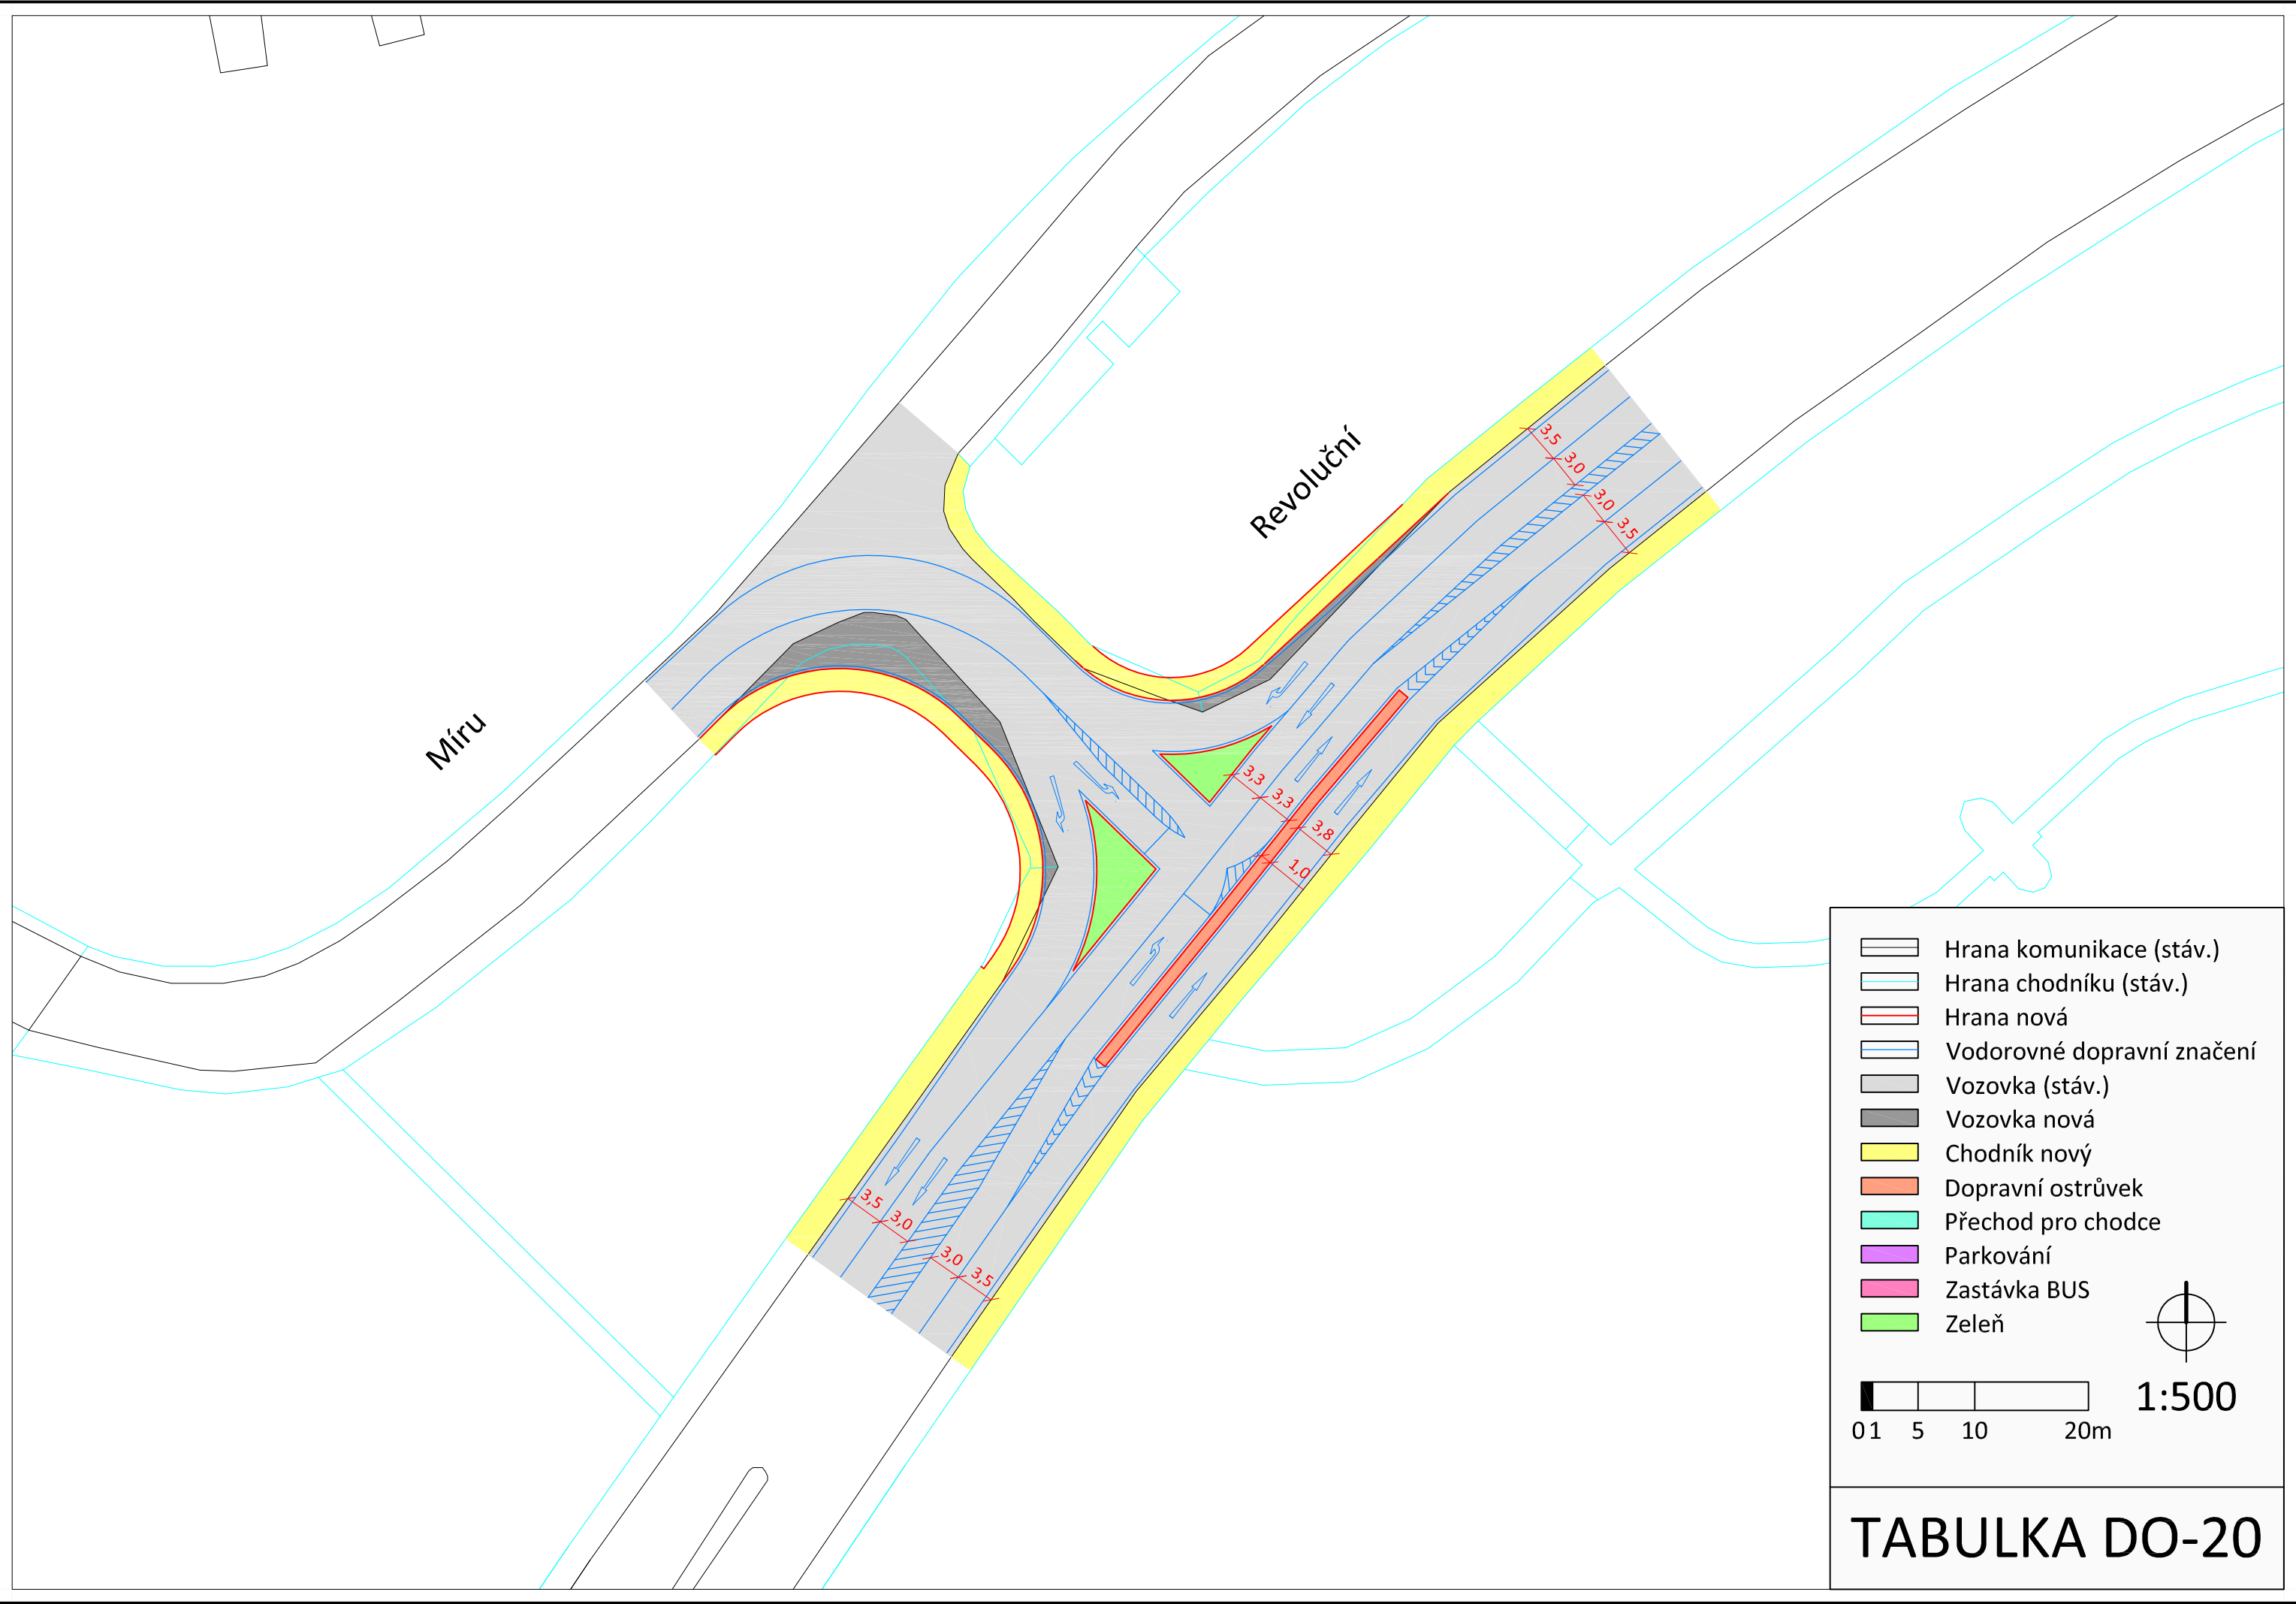 Revoluční
Míru
3,5
3,0
3,0
3,5
3,3
3,3
3,8
1,0
3,5
3,0
3,0
3,5
Hrana komunikace (stáv.)
Hrana chodníku (stáv.)
Hrana nová
Vodorovné dopravní značení
Vozovka (stáv.)
Vozovka nová
Chodník nový
Dopravní ostrůvek
Přechod pro chodce
Parkování
Zastávka BUS
Zeleň
1:500
0 1 5 10 20m
TABULKA DO-20